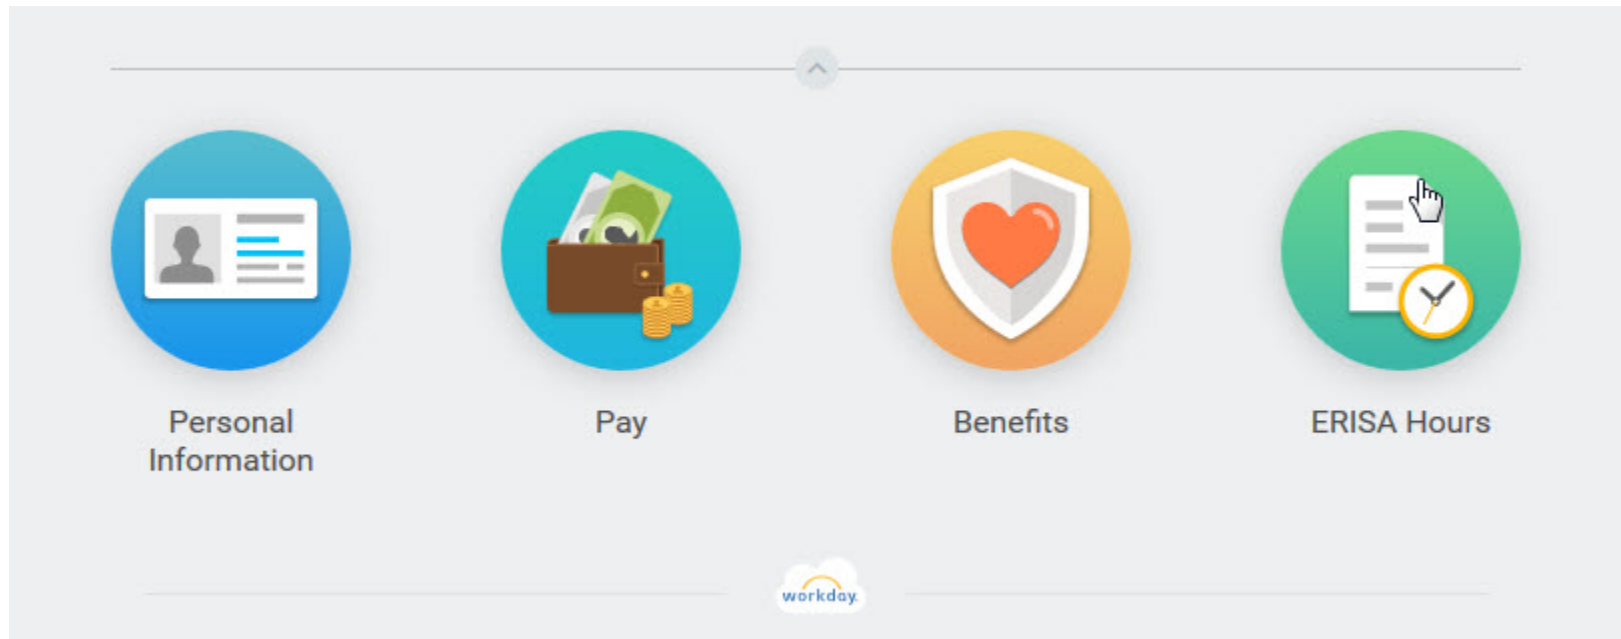 Personal
Information
Pay
Benefits
ERISA Hours
workday.